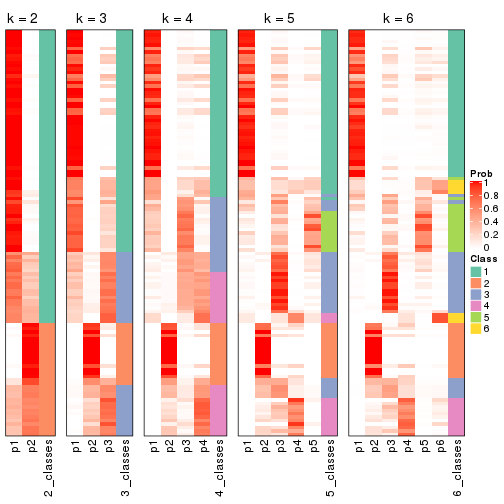 k = 2
k = 3
k = 4
k = 5
k = 6
Prob
1
0.8
0.6
0.4
0.2
0
Class
1
2
3
4
5
6
p1
p2
2_classes
p1
p2
p3
3_classes
p1
p2
p3
p4
4_classes
p1
p2
p3
p4
p5
5_classes
p1
p2
p3
p4
p5
p6
6_classes